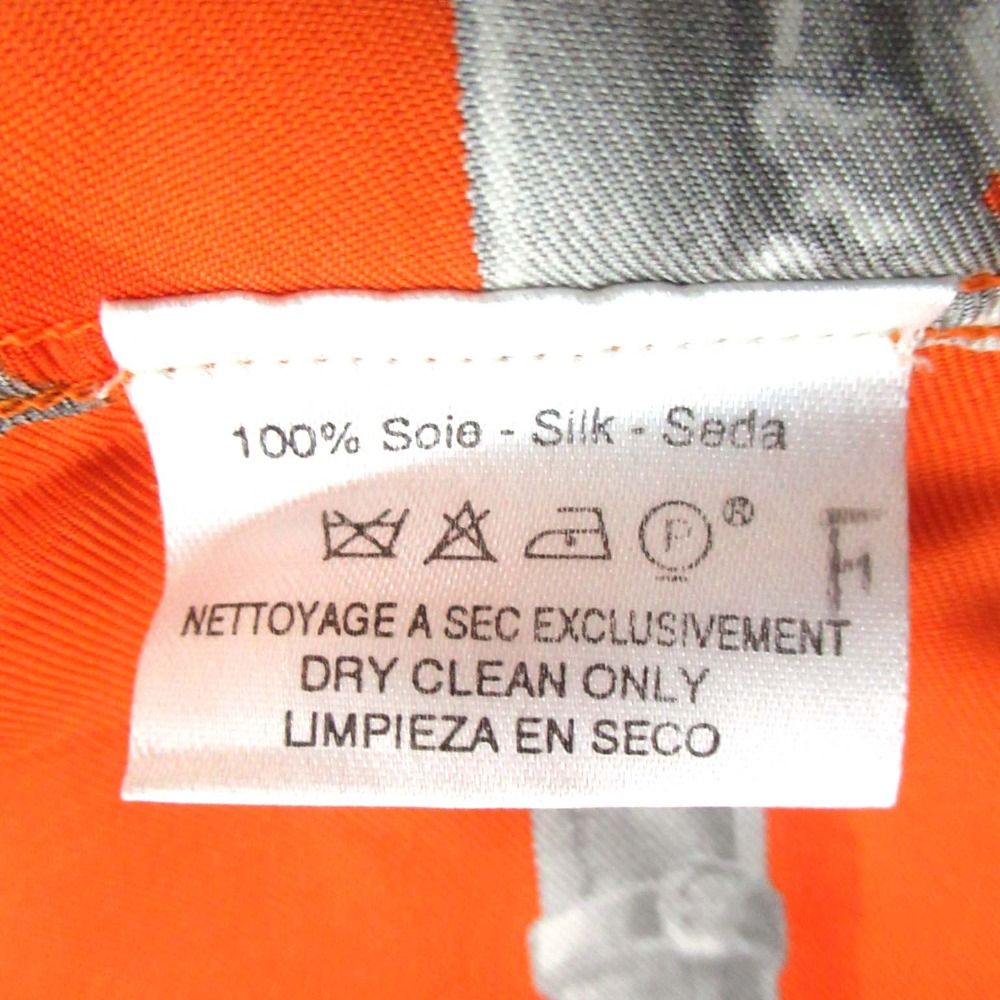 100% Soie - Silk - Seda
P ®
F
NETTOYAGE A SEC EXCLUSIVEMENT
DRY CLEAN ONLY
LIMPIEZA EN SECO